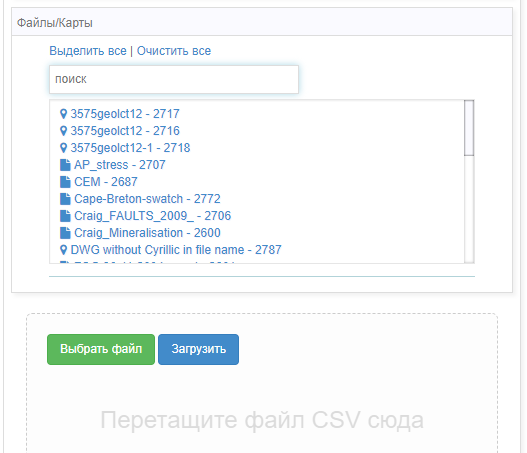 Файлы/Карты
Выделить все | Очистить все
поиск
3575geolct12 - 2717
3575geolct12 - 2716
3575geolct12-1 - 2718
AP_stress - 2707
CEM - 2687
Cape-Breton-swatch - 2772
Craig_FAULTS_2009_ - 2706
Craig_Mineralisation - 2600
DWG without Cyrillic in file name - 2787
Выбрать файл Загрузить
Перетащите файл CSV сюда